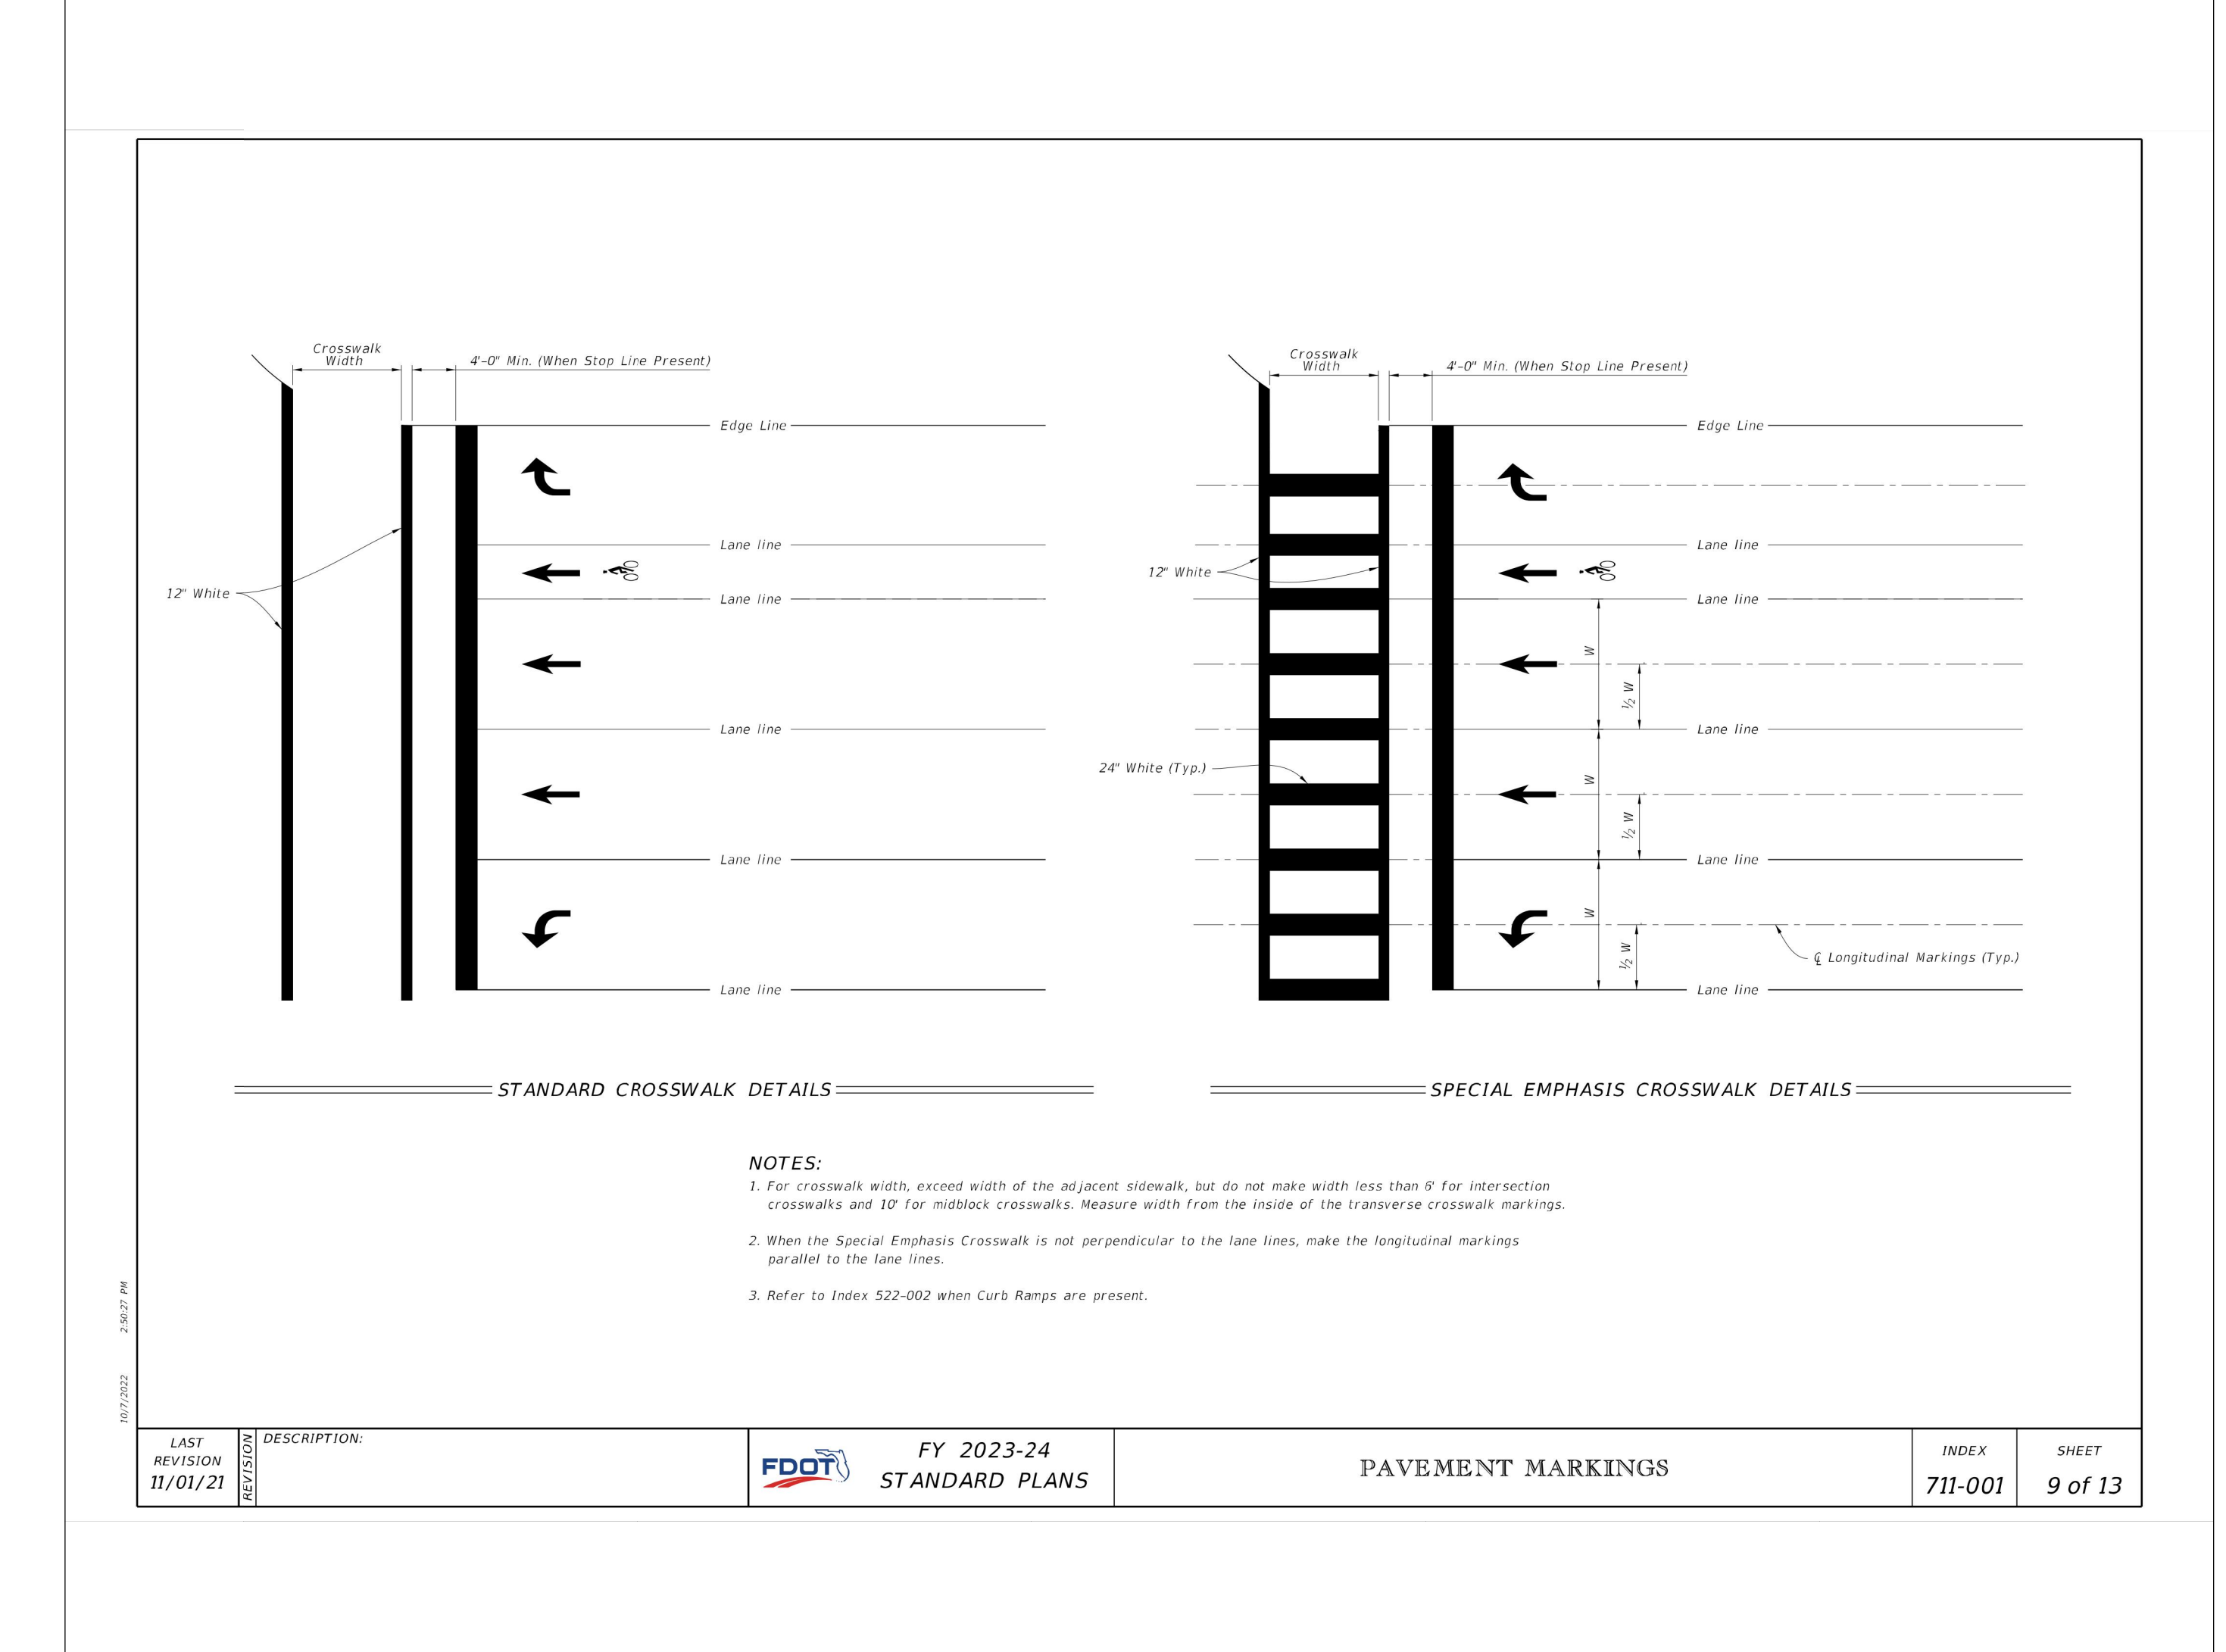 Crosswalk
Width
4'-0" Min. (When Stop Line Present)
Edge Line
Lane line
12" White
Lane line
Lane line
Lane line
Lane line
STANDARD CROSSWALK DETAILS
Crosswalk
Width
4'-0" Min. (When Stop Line Present)
Edge Line
Lane line
12" White
Lane line
W
½ W
Lane line
24" White (Typ.)
W
½ W
Lane line
W
½ W
℄ Longitudinal Markings (Typ.)
Lane line
SPECIAL EMPHASIS CROSSWALK DETAILS
NOTES:
1. For crosswalk width, exceed width of the adjacent sidewalk, but do not make width less than 6' for intersection
crosswalks and 10' for midblock crosswalks. Measure width from the inside of the transverse crosswalk markings.
2. When the Special Emphasis Crosswalk is not perpendicular to the lane lines, make the longitudinal markings
parallel to the lane lines.
3. Refer to Index 522-002 when Curb Ramps are present.
10/7/2022 2:50:27 PM
LAST
REVISION
11/01/21
REVISION
DESCRIPTION:
FDOT
FY 2023-24
STANDARD PLANS
PAVEMENT MARKINGS
INDEX
711-001
SHEET
9 of 13